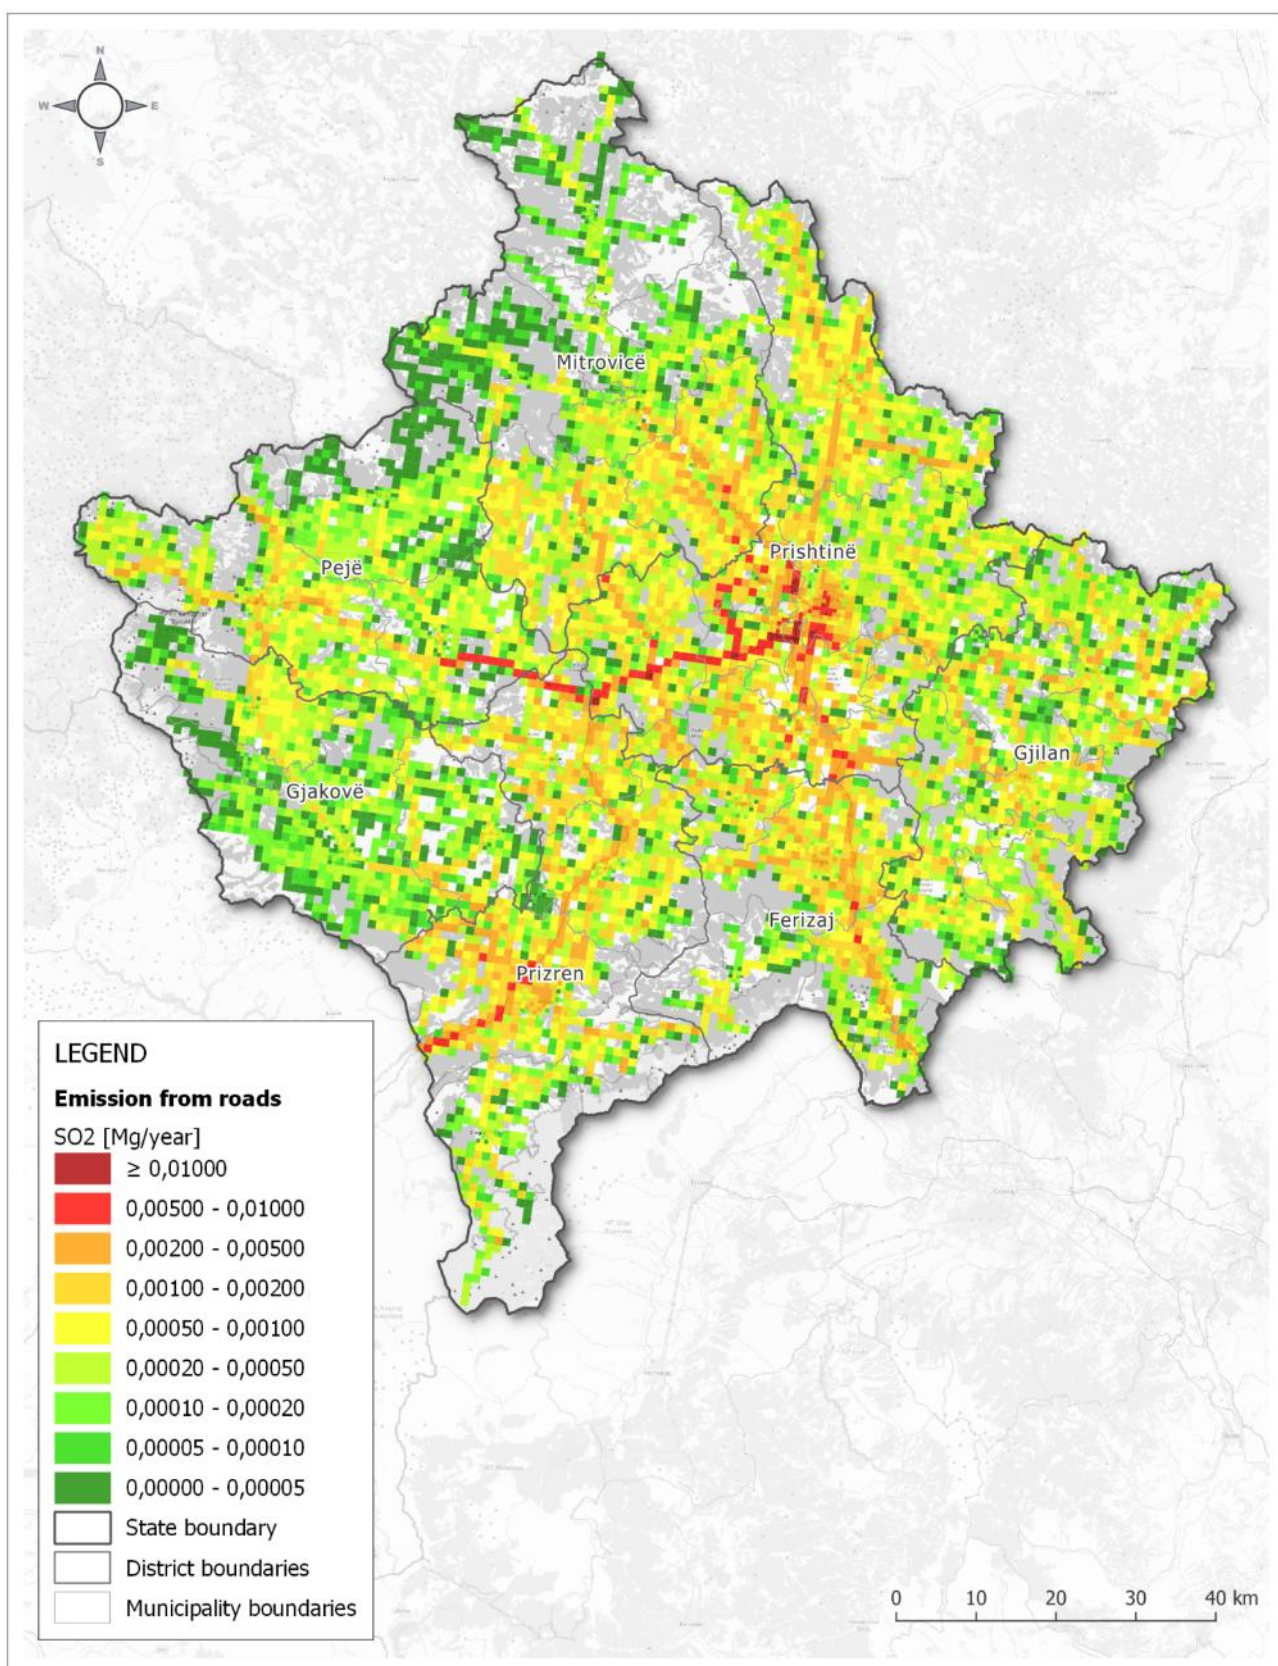 N
W
E
S
Mitrovicë
Prishtinë
Pejë
Gjilan
Gjakovë
Ferizaj
Prizren
LEGEND
Emission from roads
SO2 [Mg/year]
≥ 0,01000
0,00500 - 0,01000
0,00200 - 0,00500
0,00100 - 0,00200
0,00050 - 0,00100
0,00020 - 0,00050
0,00010 - 0,00020
0,00005 - 0,00010
0,00000 - 0,00005
State boundary
District boundaries
Municipality boundaries
0 10 20 30 40 km